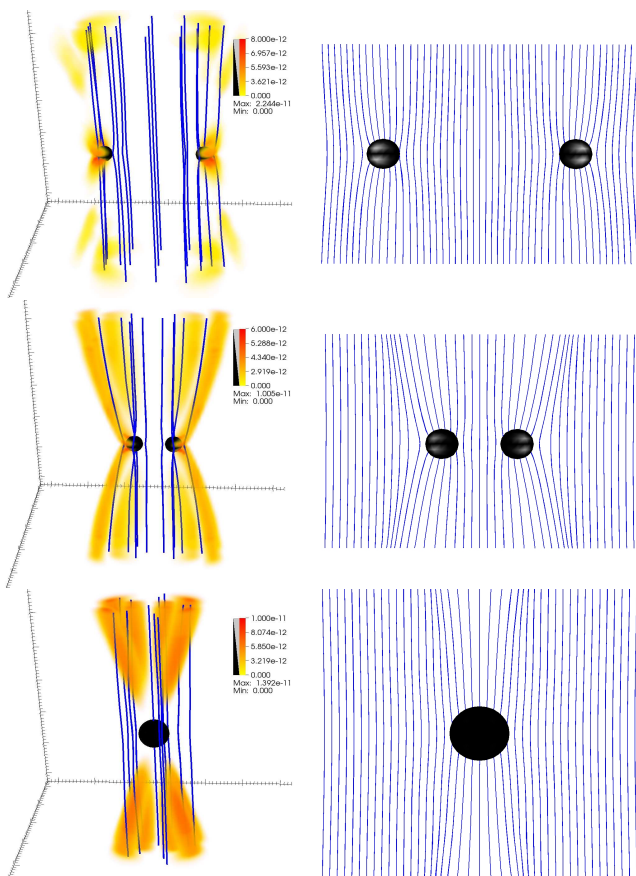 8.000e-12
6.957e-12
5.593e-12
3.621e-12
0.000
Max: 2.244e-11
Min: 0.000
6.000e-12
5.288e-12
4.340e-12
2.919e-12
0.000
Max: 1.005e-11
Min: 0.000
1.000e-11
8.074e-12
5.850e-12
3.219e-12
0.000
Max: 1.392e-11
Min: 0.000